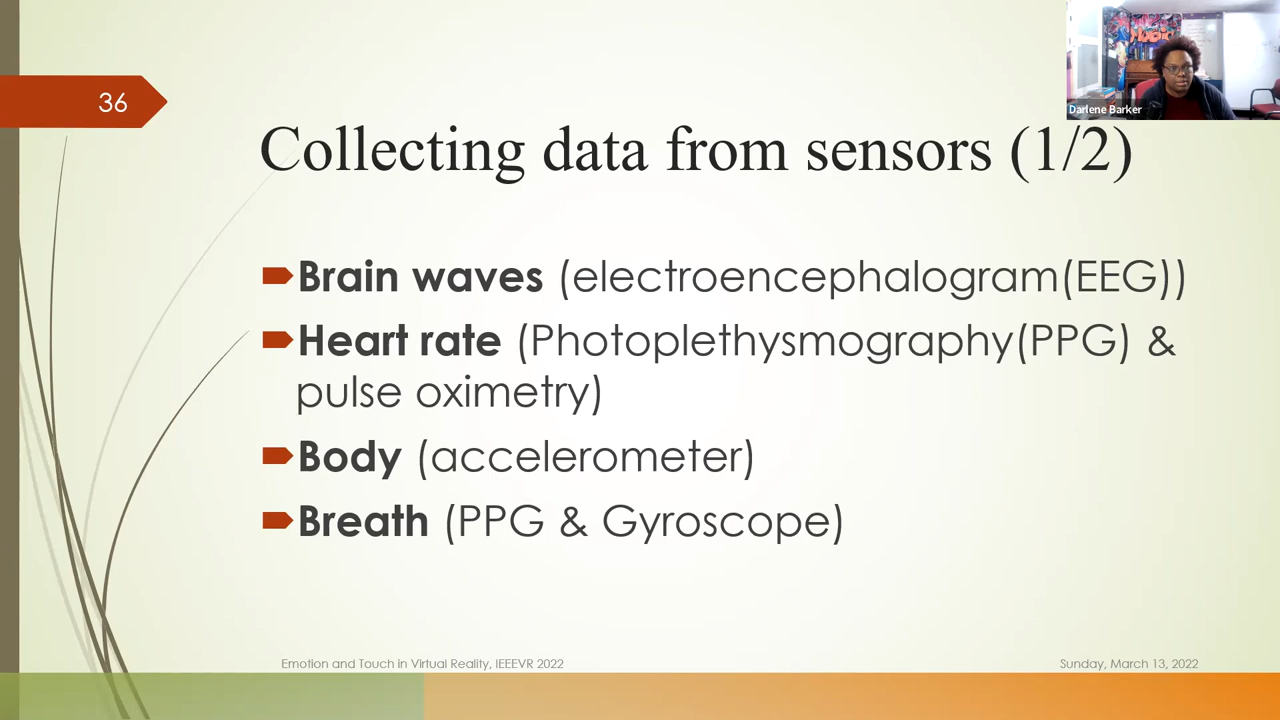 36
Darlene Barker
Collecting data from sensors (1/2)
Brain waves (electroencephalogram(EEG))
Heart rate (Photoplethysmography(PPG) &
pulse oximetry)
Body (accelerometer)
Breath (PPG & Gyroscope)
Emotion and Touch in Virtual Reality, IEEEVR 2022
Sunday, March 13, 2022